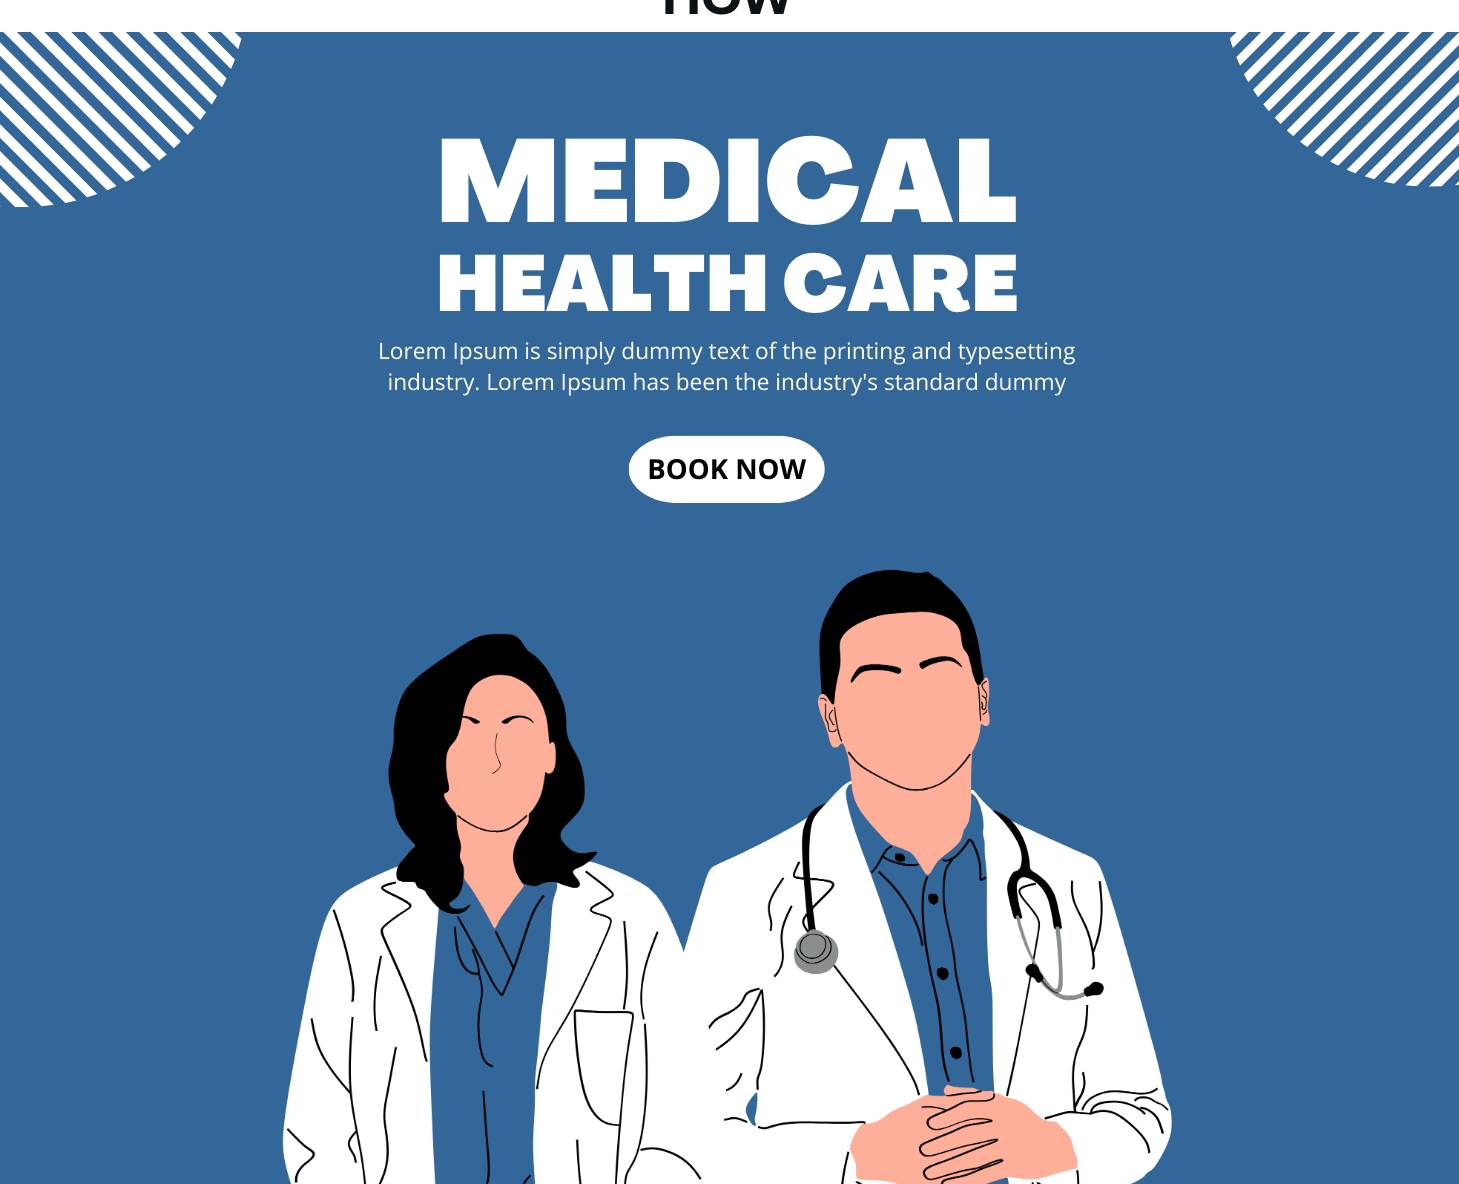 MEDICAL
HEALTH CARE
Lorem Ipsum is simply dummy text of the printing and typesetting
industry. Lorem Ipsum has been the industry's standard dummy
BOOK NOW